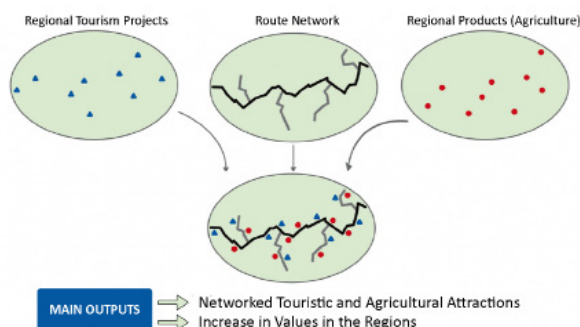 Regional Tourism Projects
Route Network
Regional Products (Agriculture)
MAIN OUTPUTS
Networked Touristic and Agricultural Attractions
Increase in Values in the Regions